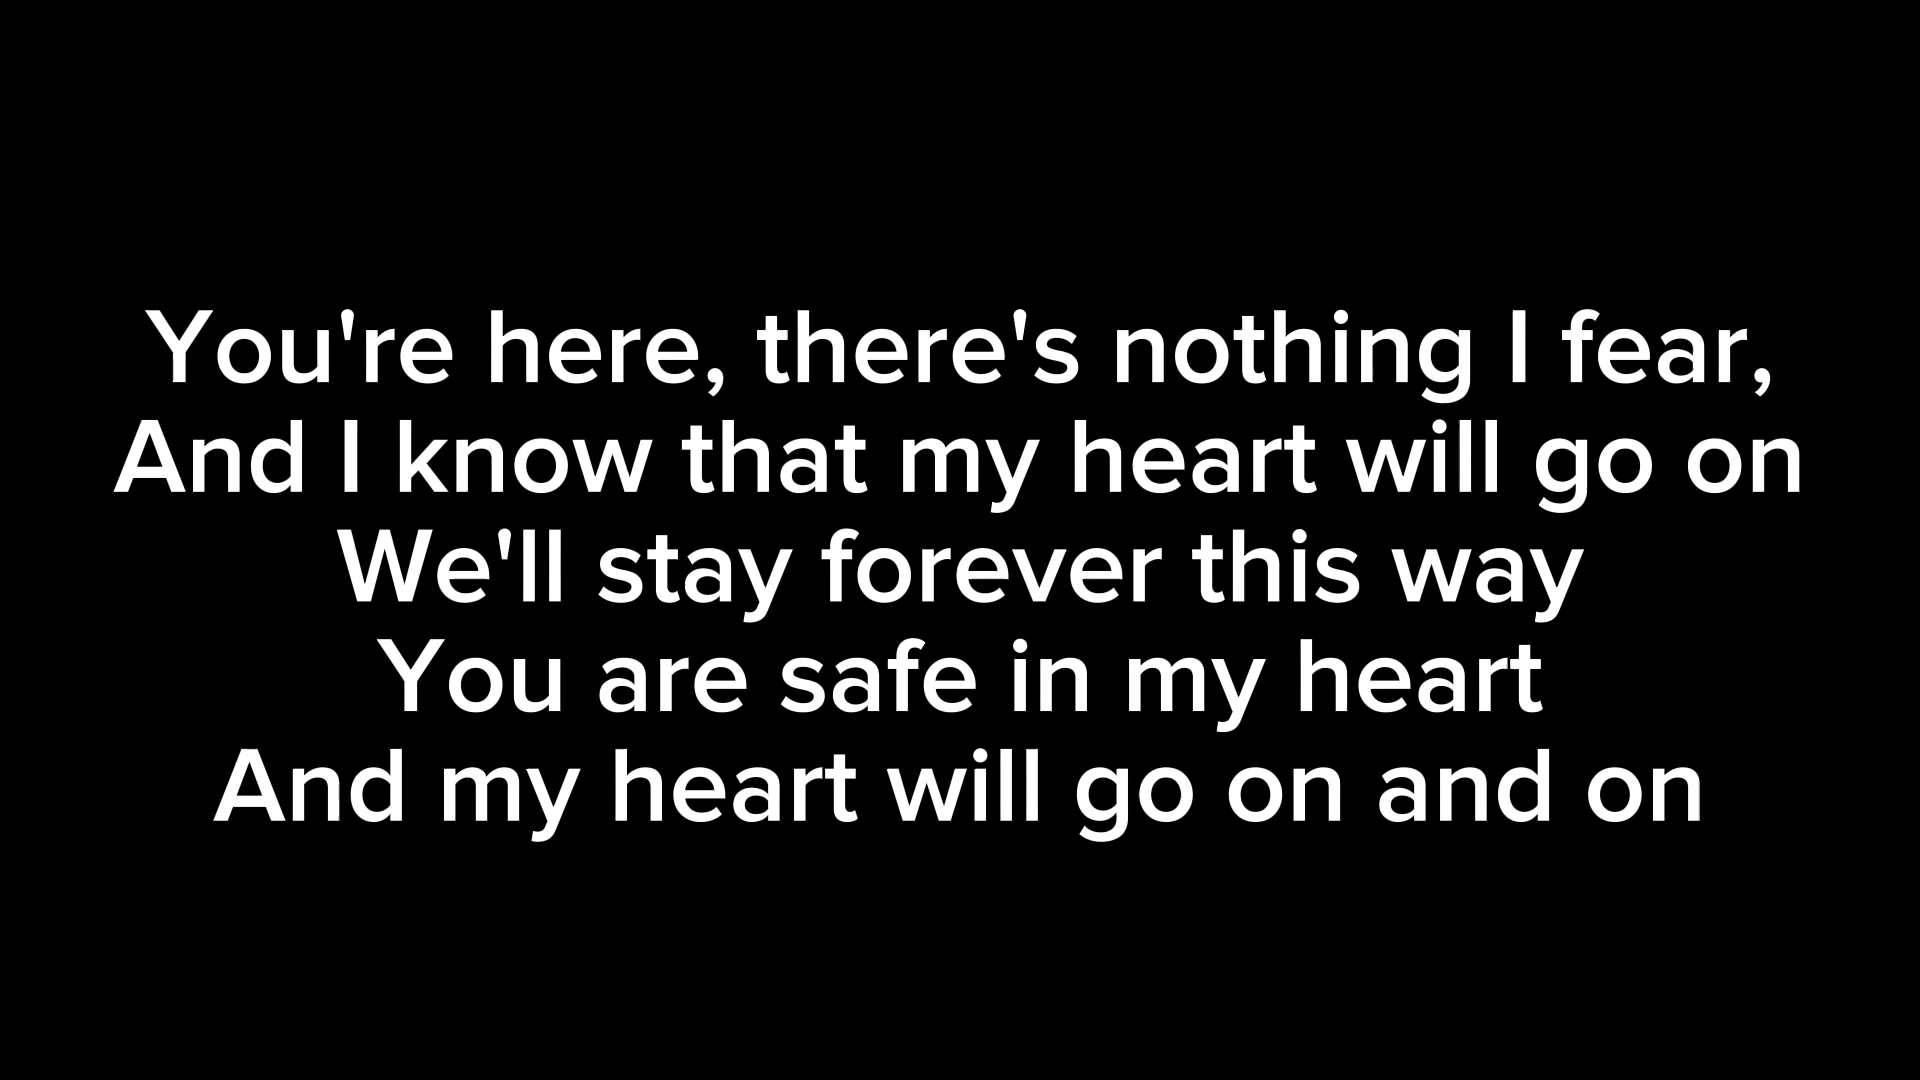 You're here, there's nothing I fear,
And I know that my heart will go on
We'll stay forever this way
You are safe in my heart
And my heart will go on and on